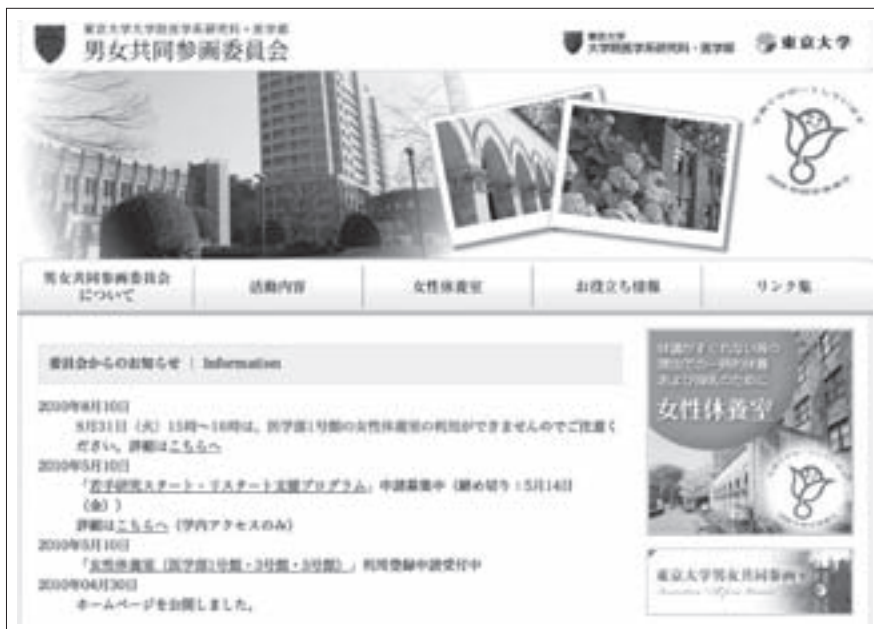 東京大学大学院医学系研究科・医学部
男女共同参画委員会
東京大学
大学院医学系研究科・医学部
東京大学
男女共同参画委員会
について
活動内容
女性休養室
お役立ち情報
リンク集
委員会からのお知らせ | Information
2010年8月10日
8月31日（火）15時～16時は、医学部1号館の女性休養室の利用ができませんのでご注意く
ださい。詳細はこちらへ
2010年5月10日
「若手研究スタート・リスタート支援プログラム」申請募集中（締め切り：5月14日
（金））
詳細はこちらへ（学内アクセスのみ）
2010年5月10日
「女性休養室（医学部1号館・3号館・5号館）」利用登録申請受付中
2010年04月30日
ホームページを公開しました。
体調がすぐれない時の
女性休養室
東京大学男女共同参画